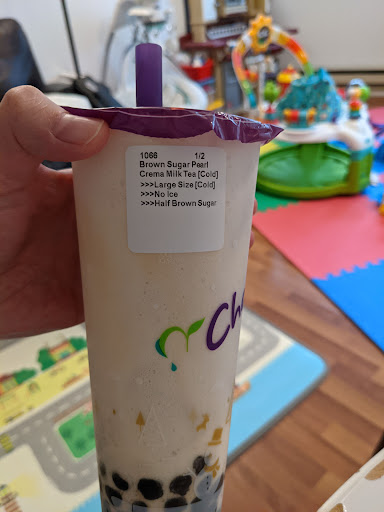 1066 1/2
Brown Sugar Pearl
Crema Milk Tea [Cold]
>>>Large Size [Cold]
>>>No Ice
>>>Half Brown Sugar
Ch